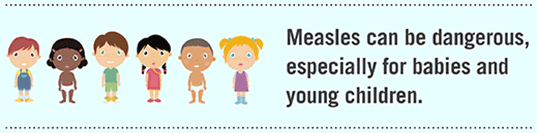 Measles can be dangerous,
especially for babies and
young children.